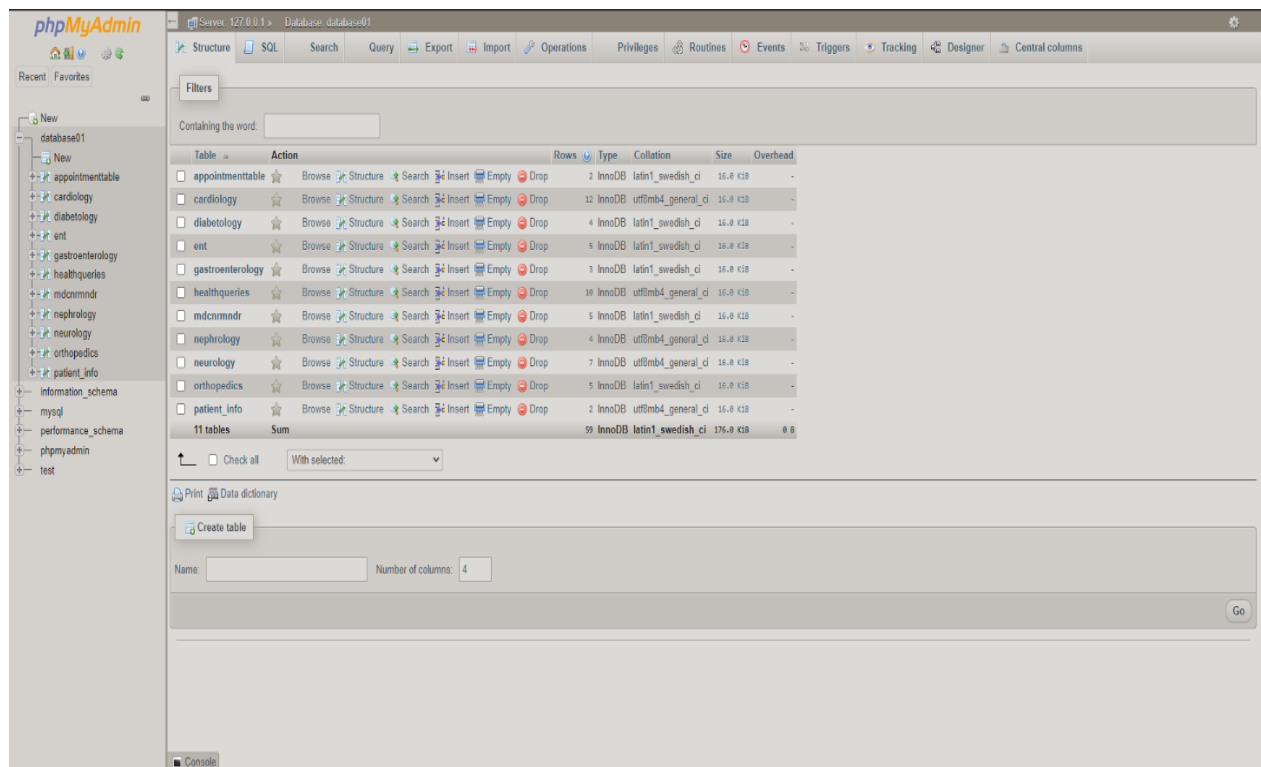 phpMyAdmin
Recent Favorites
New
database01
New
appointmenttable
cardiology
diabetology
ent
gastroenterology
healthqueries
mdcnrmndr
nephrology
neurology
orthopedics
patient_info
information_schema
mysql
performance_schema
phpmyadmin
test
Server: 127.0.0.1 » Database: database01
Structure SQL Search Query Export Import Operations Privileges Routines Events Triggers Tracking Designer Central columns
Filters
Containing the word:
Table Action Rows Type Collation Size Overhead
appointmenttable Browse Structure Search Insert Empty Drop 2 InnoDB latin1_swedish_ci 16.0 KiB -
cardiology Browse Structure Search Insert Empty Drop 12 InnoDB utf8mb4_general_ci 16.0 KiB -
diabetology Browse Structure Search Insert Empty Drop 4 InnoDB latin1_swedish_ci 16.0 KiB -
ent Browse Structure Search Insert Empty Drop 5 InnoDB latin1_swedish_ci 16.0 KiB -
gastroenterology Browse Structure Search Insert Empty Drop 3 InnoDB latin1_swedish_ci 16.0 KiB -
healthqueries Browse Structure Search Insert Empty Drop 10 InnoDB utf8mb4_general_ci 16.0 KiB -
mdcnrmndr Browse Structure Search Insert Empty Drop 5 InnoDB latin1_swedish_ci 16.0 KiB -
nephrology Browse Structure Search Insert Empty Drop 4 InnoDB utf8mb4_general_ci 16.0 KiB -
neurology Browse Structure Search Insert Empty Drop 7 InnoDB utf8mb4_general_ci 16.0 KiB -
orthopedics Browse Structure Search Insert Empty Drop 5 InnoDB latin1_swedish_ci 16.0 KiB -
patient_info Browse Structure Search Insert Empty Drop 2 InnoDB utf8mb4_general_ci 16.0 KiB -
11 tables Sum 59 InnoDB latin1_swedish_ci 176.0 KiB 0 B
Check all With selected:
Print Data dictionary
Create table
Name: Number of columns: 4
Go
Console